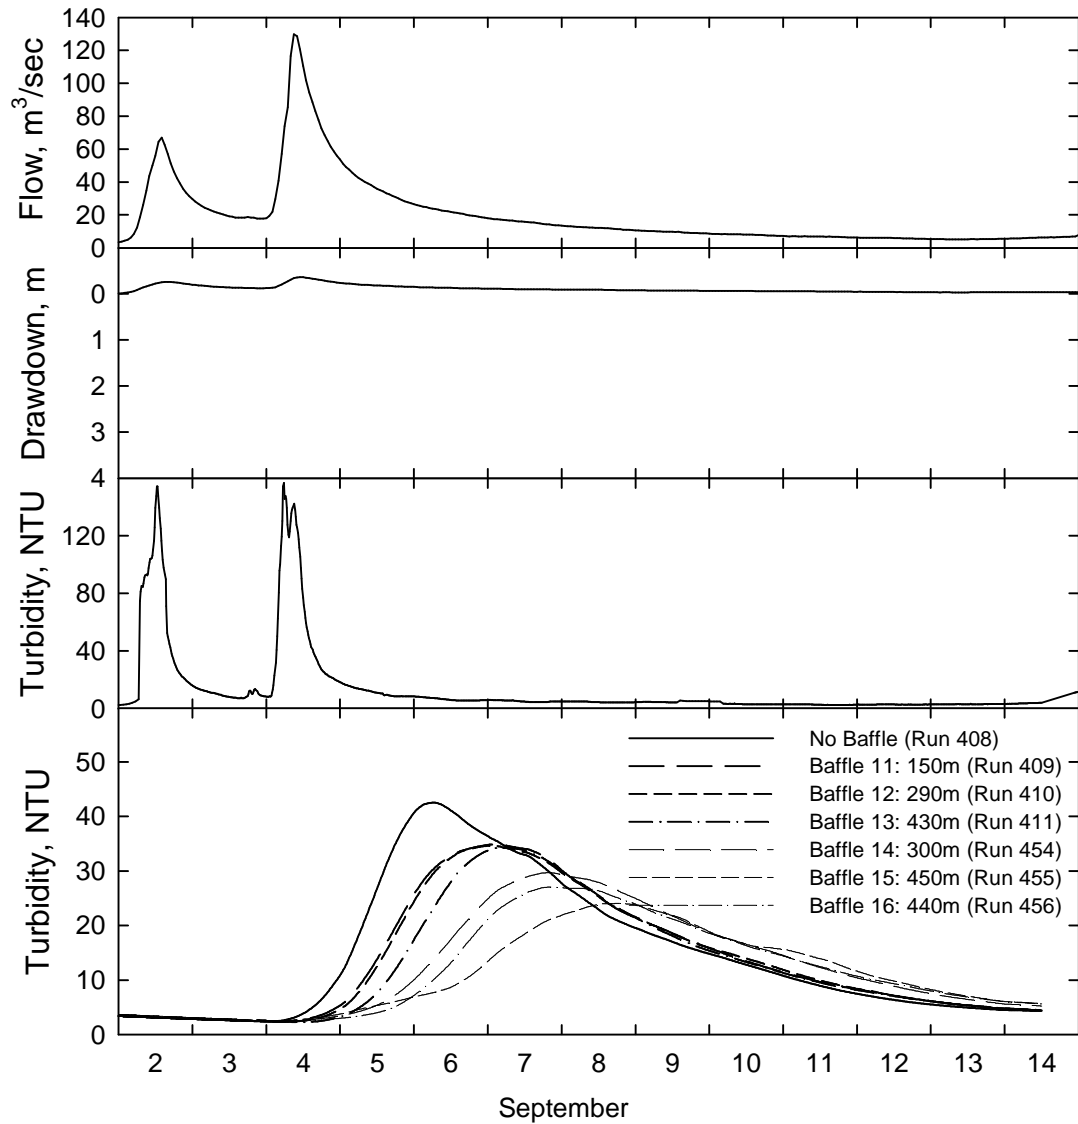 140
120
100
80
60
40
20
0
Flow, m³/sec
0
1
2
3
4
Drawdown, m
120
80
40
0
Turbidity, NTU
50
40
30
20
10
0
Turbidity, NTU
No Baffle (Run 408)
Baffle 11: 150m (Run 409)
Baffle 12: 290m (Run 410)
Baffle 13: 430m (Run 411)
Baffle 14: 300m (Run 454)
Baffle 15: 450m (Run 455)
Baffle 16: 440m (Run 456)
2 3 4 5 6 7 8 9 10 11 12 13 14
September